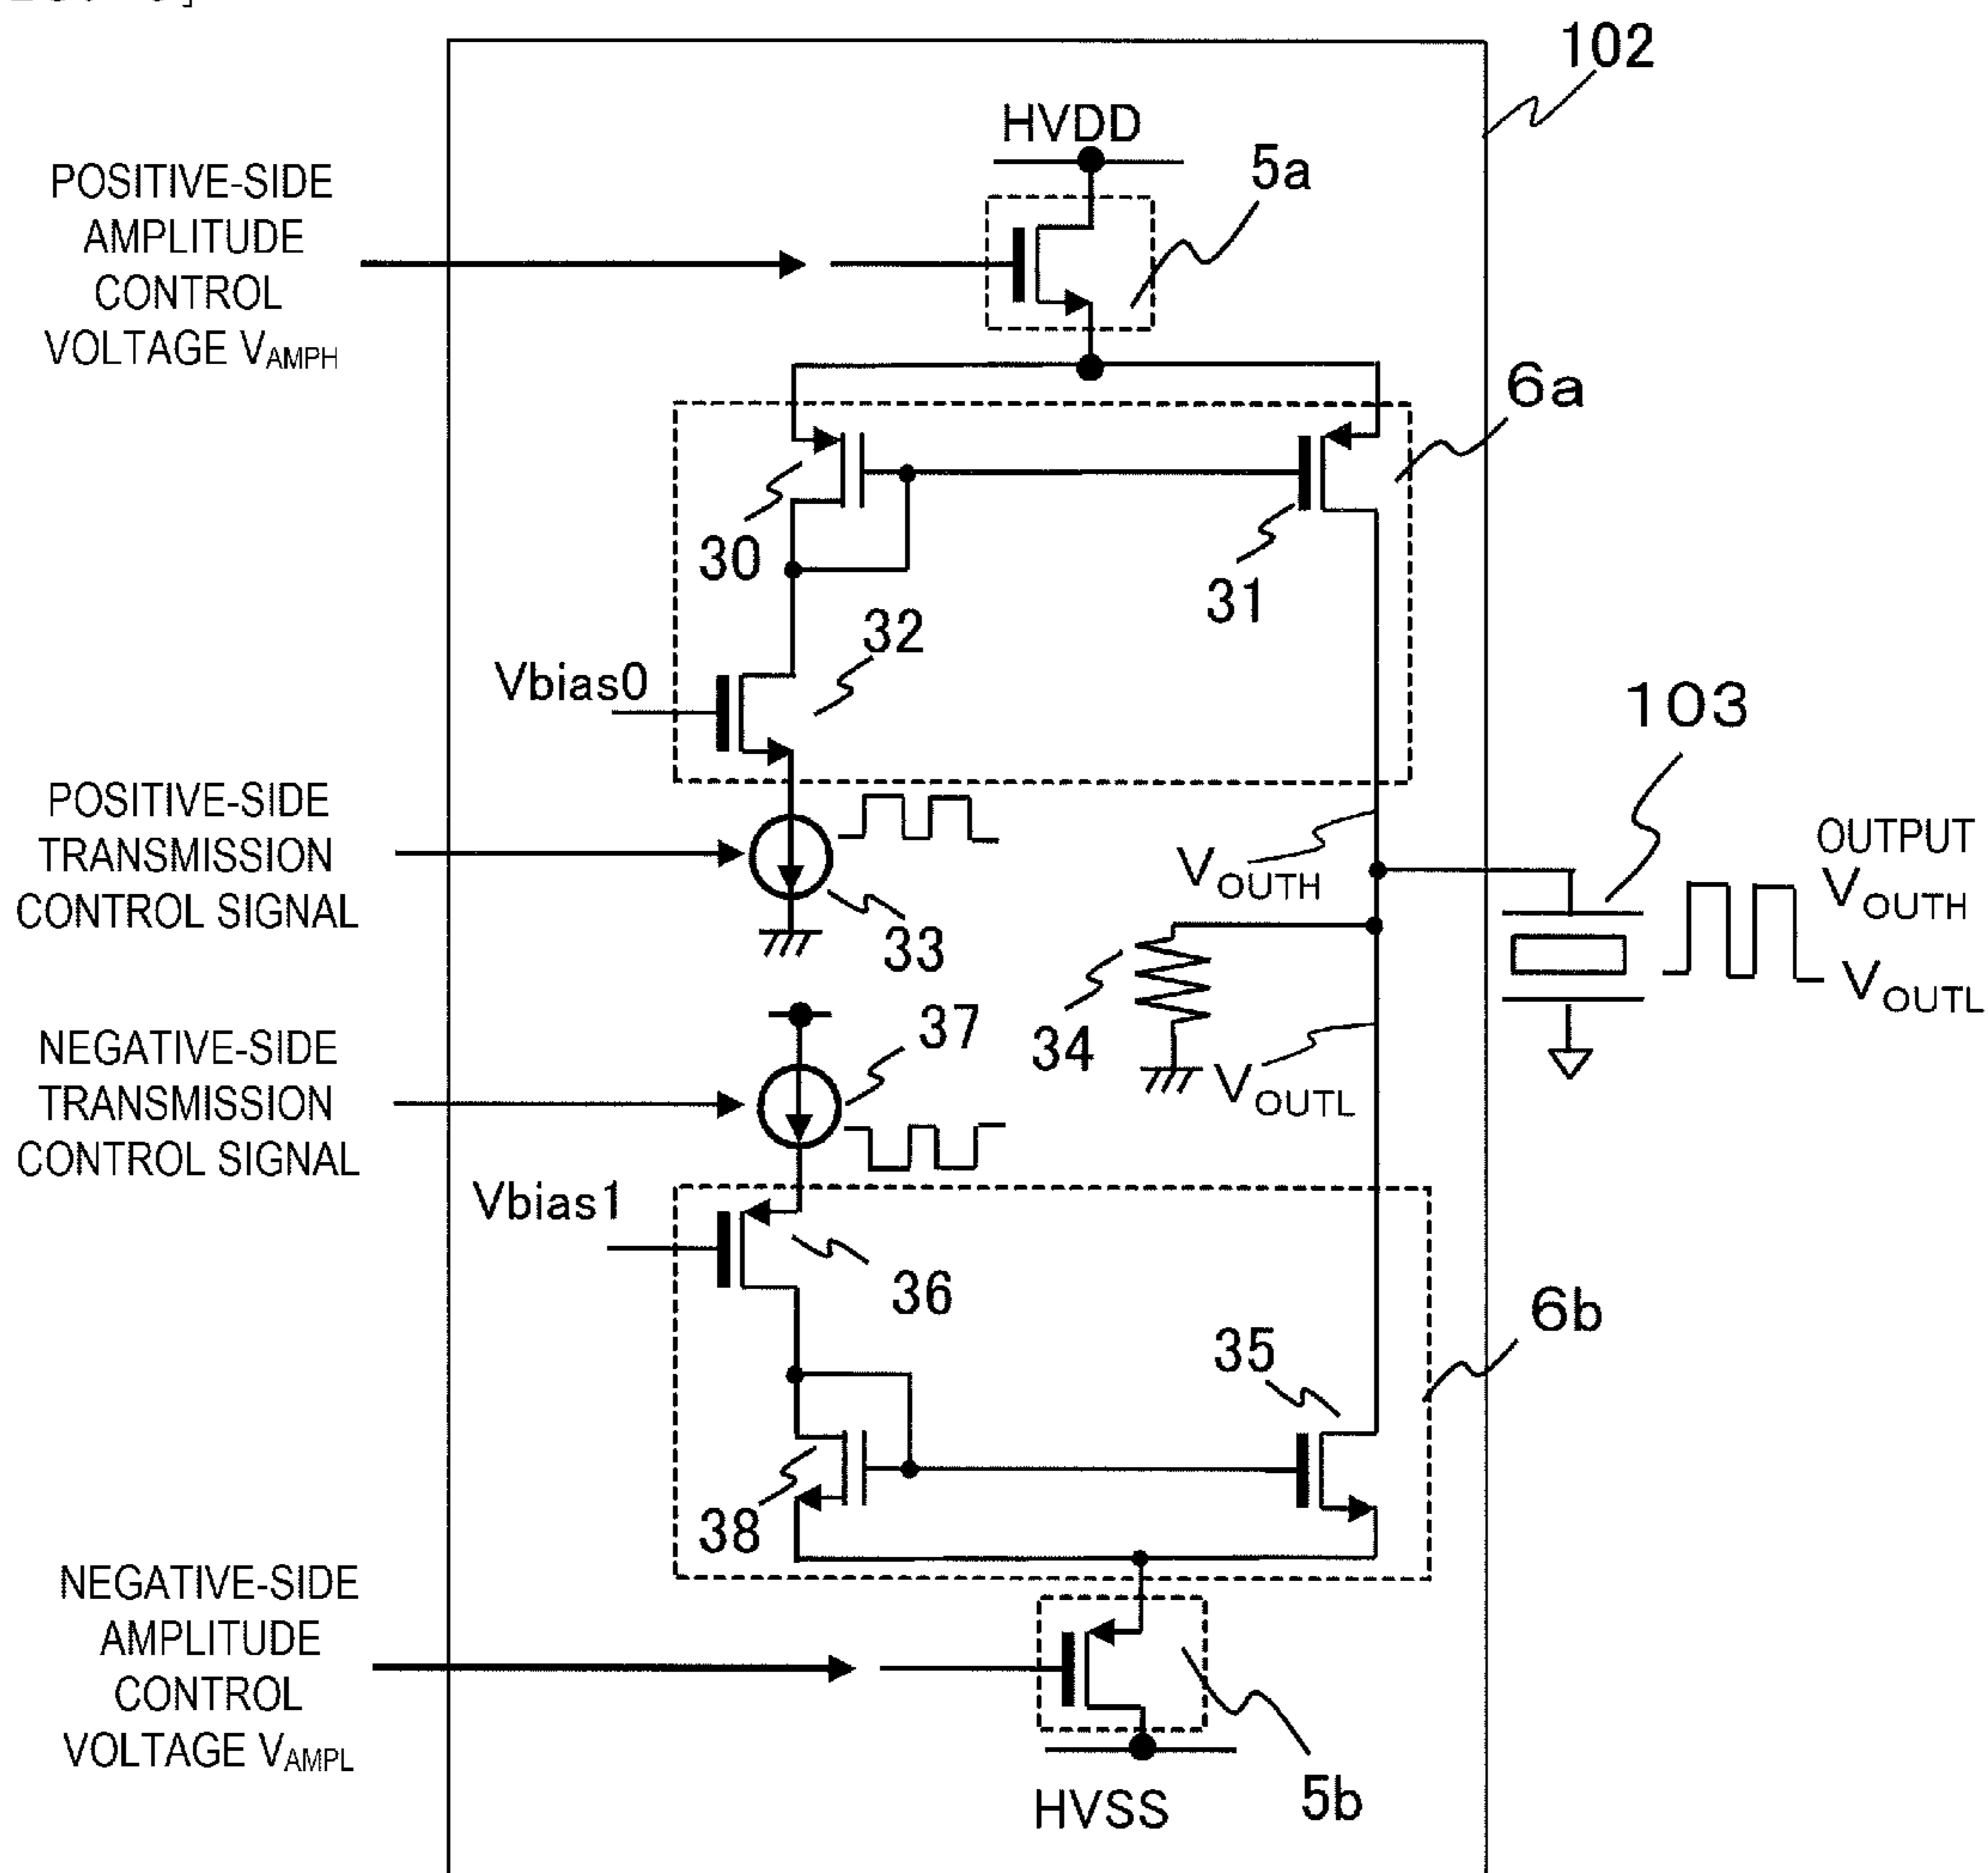 102
HVDD
5a
POSITIVE-SIDE
AMPLITUDE
CONTROL
VOLTAGE VAMPH
6a
30
31
32
Vbias0
103
POSITIVE-SIDE
TRANSMISSION
CONTROL SIGNAL
33
VOUTH
OUTPUT
VOUTH
VOUTL
34
VOUTL
37
NEGATIVE-SIDE
TRANSMISSION
CONTROL SIGNAL
Vbias1
36
6b
35
38
NEGATIVE-SIDE
AMPLITUDE
CONTROL
VOLTAGE VAMPL
5b
HVSS